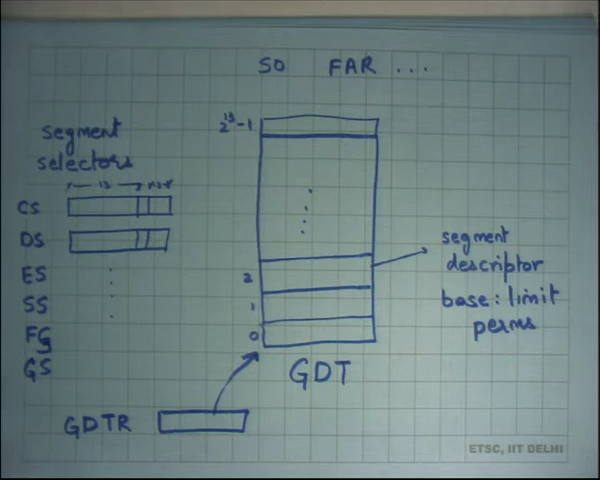 SO FAR ...
segment
selectors
13
CS
DS
ES
SS
FS
GS
2^13-1
2
1
0
GDT
segment
descriptor
base : limit
perms
GDTR
ETSC, IIT DELHI